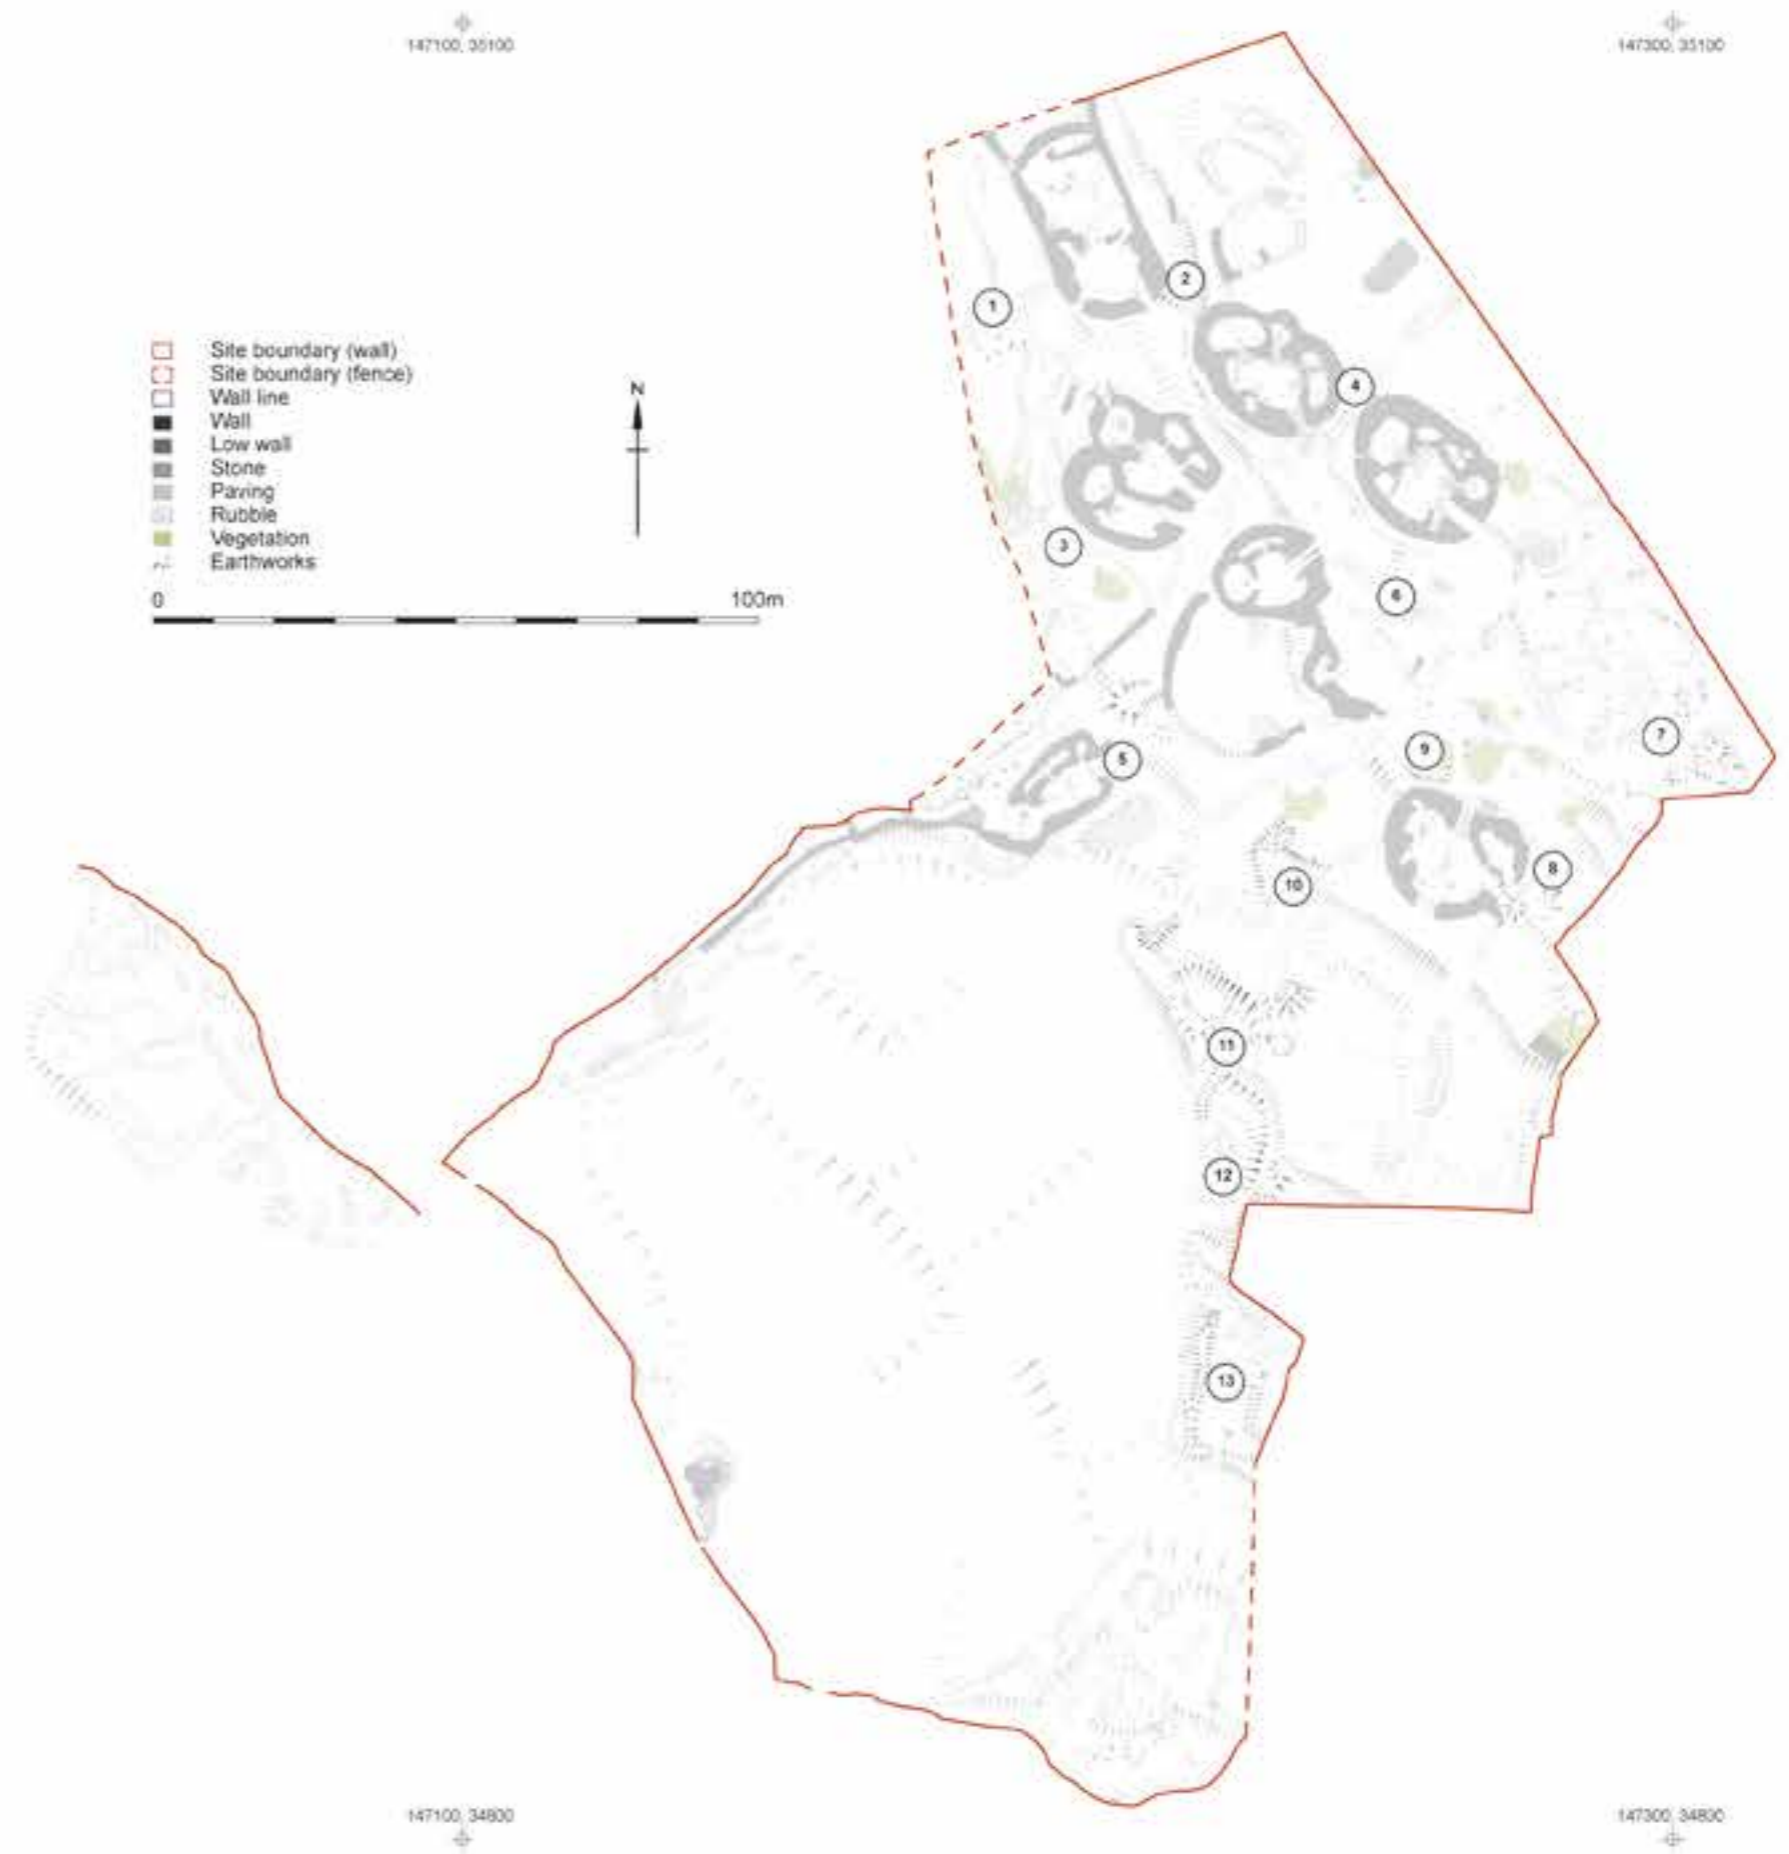 147100, 35100
147300, 35100
Site boundary (wall)
Site boundary (fence)
Wall line
Wall
Low wall
Stone
Paving
Rubble
Vegetation
Earthworks
N
0 100m
1
2
3
4
5
6
7
8
9
10
11
12
13
147100, 34800
147300, 34800